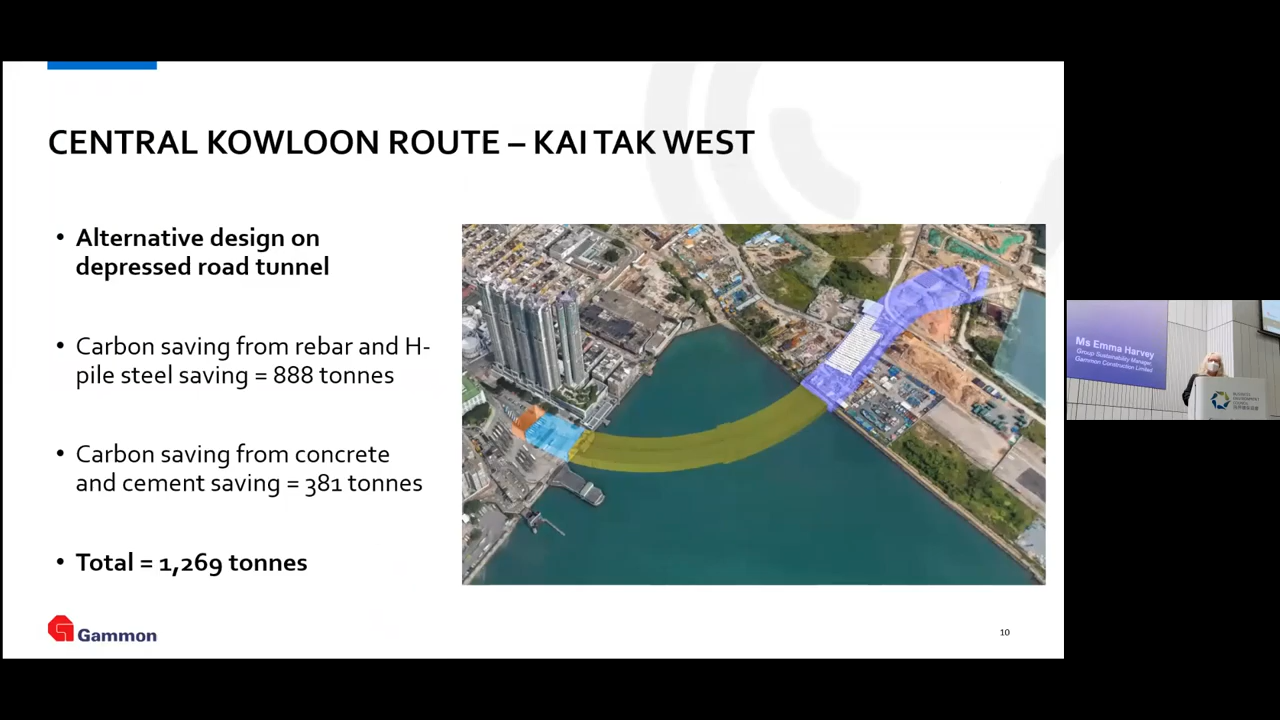 CENTRAL KOWLOON ROUTE – KAI TAK WEST
• Alternative design on
depressed road tunnel
• Carbon saving from rebar and H-
pile steel saving = 888 tonnes
• Carbon saving from concrete
and cement saving = 381 tonnes
• Total = 1,269 tonnes
Gammon
10
Ms Emma Harvey
Group Sustainability Manager,
Gammon Construction Limited